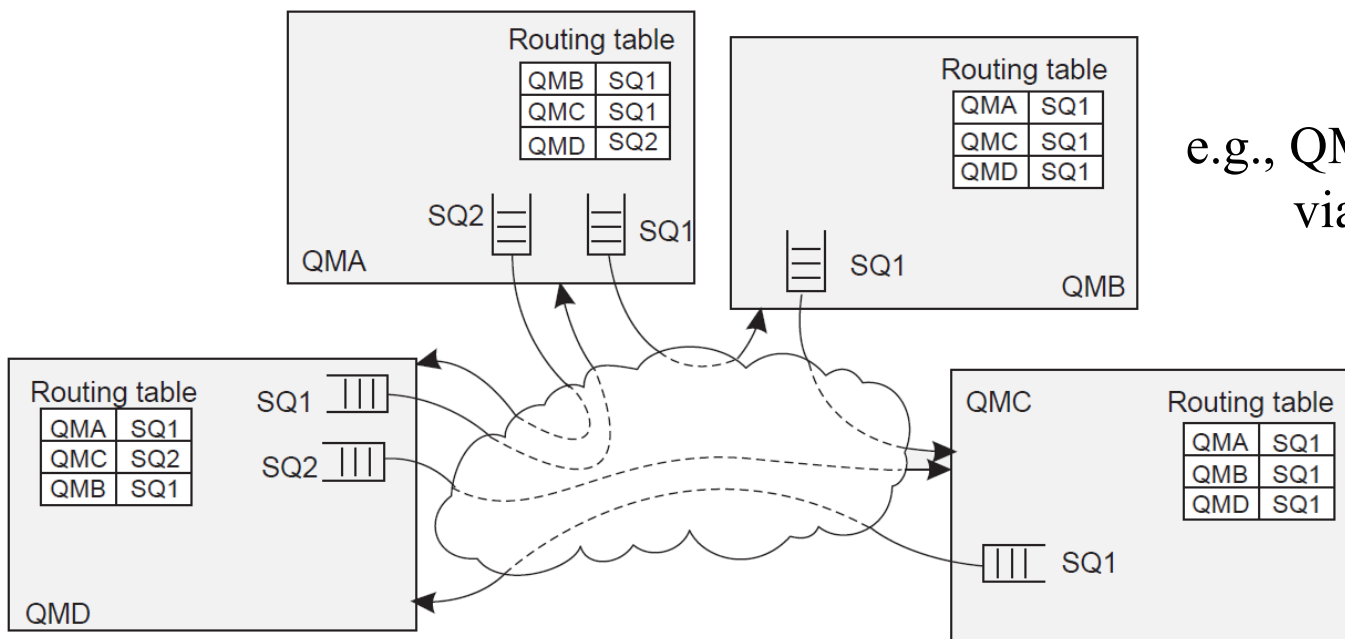 Routing table
QMB SQ1
QMC SQ1
QMD SQ2
SQ2
SQ1
QMA
Routing table
QMA SQ1
QMC SQ1
QMD SQ1
SQ1
QMB
e.g.,
Routing table
QMA SQ1
QMC SQ2
QMB SQ1
SQ1
SQ2
QMD
QMC
Routing table
QMA SQ1
QMB SQ1
QMD SQ1
SQ1